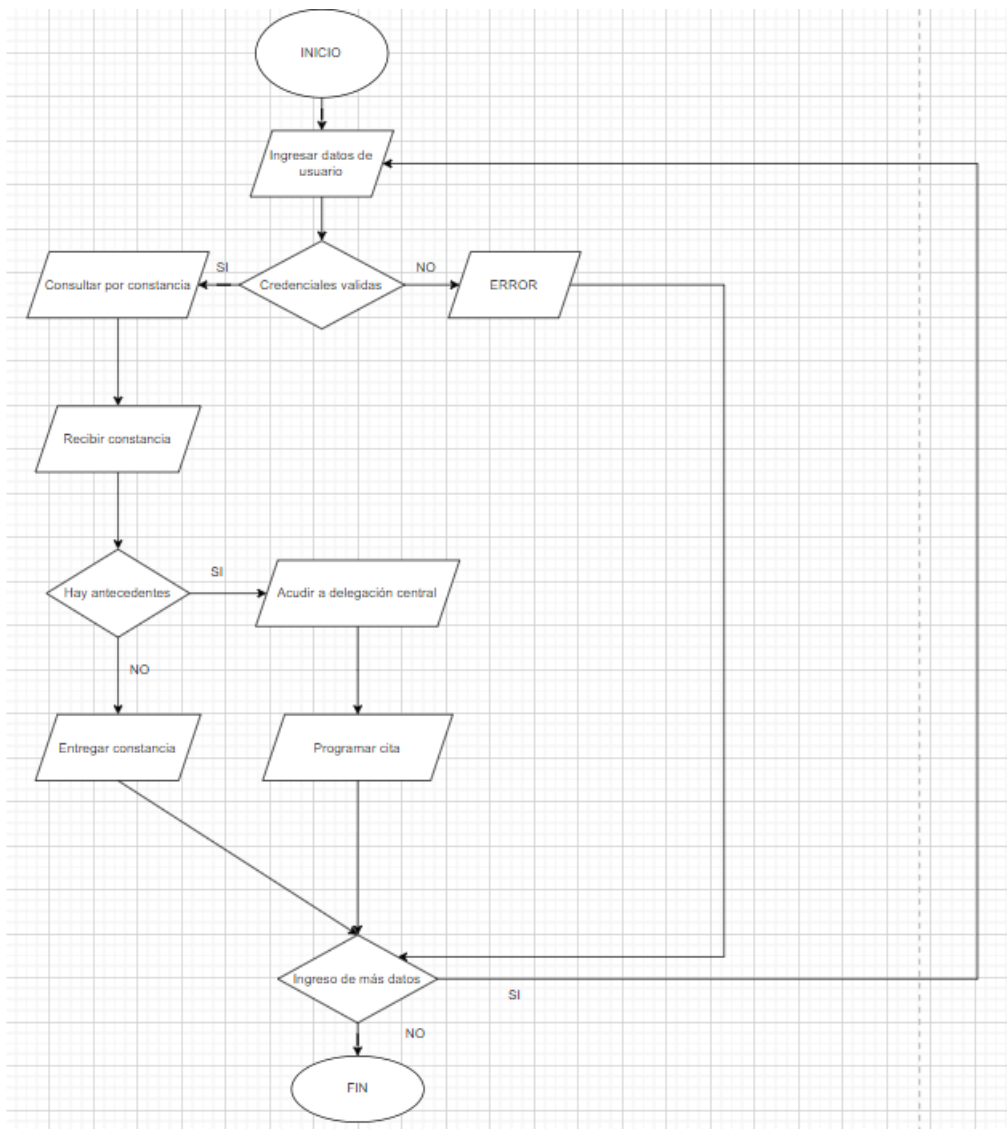 INICIO
Ingresar datos de
usuario
SI
NO
Consultar por constancia
Credenciales validas
ERROR
Recibir constancia
SI
Hay antecedentes
Acudir a delegación central
NO
Entregar constancia
Programar cita
Ingreso de más datos
SI
NO
FIN